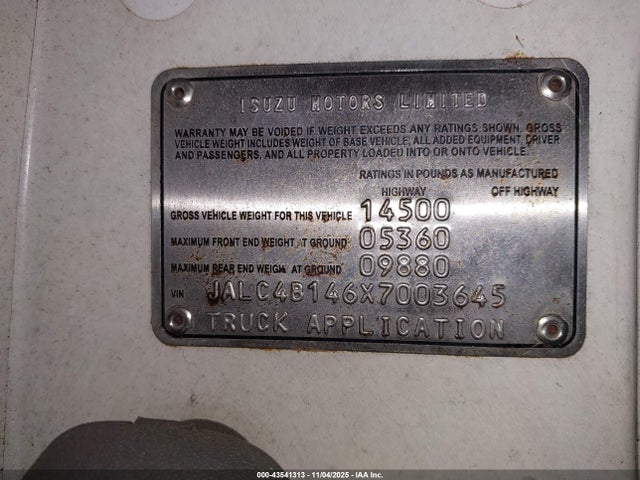 ISUZU MOTORS LIMITED
WARRANTY MAY BE VOIDED IF WEIGHT EXCEEDS ANY RATINGS SHOWN. GROSS
VEHICLE WEIGHT INCLUDES WEIGHT OF BASE VEHICLE, ALL ADDED EQUIPMENT, DRIVER
AND PASSENGERS, AND ALL PROPERTY LOADED INTO OR ONTO VEHICLE.
RATINGS IN POUNDS AS MANUFACTURED
HIGHWAY OFF HIGHWAY
GROSS VEHICLE WEIGHT FOR THIS VEHICLE 14500
MAXIMUM FRONT END WEIGHT AT GROUND 05360
MAXIMUM REAR END WEIGH AT GROUND 09880
VIN JALC4B146X7003645
TRUCK APPLICATION
000-43541313 - 11/04/2025 - IAA Inc.